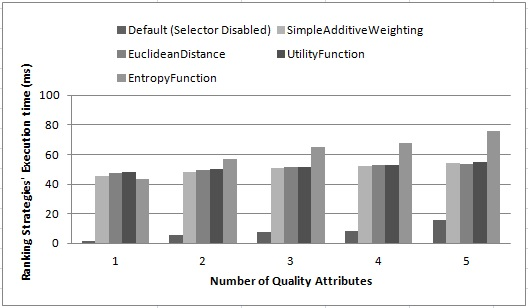 Default (Selector Disabled) SimpleAdditiveWeighting
EuclideanDistance UtilityFunction
EntropyFunction
Ranking Strategies' Execution time (ms)
100
80
60
40
20
0
1 2 3 4 5
Number of Quality Attributes